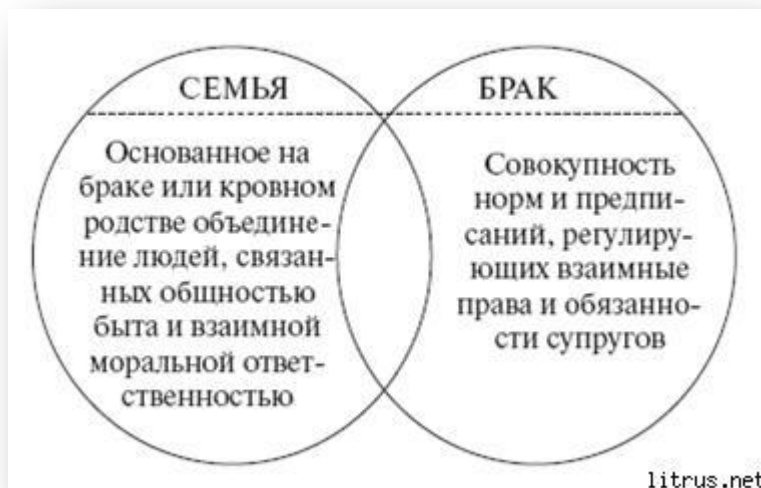 СЕМЬЯ
Основанное на
браке или кровном
родстве объедине-
ние людей, связан-
ных общностью
быта и взаимной
моральной ответ-
ственностью
БРАК
Совокупность
норм и предпи-
саний, регулиру-
ющих взаимные
права и обязанно-
сти супругов
litrus.net